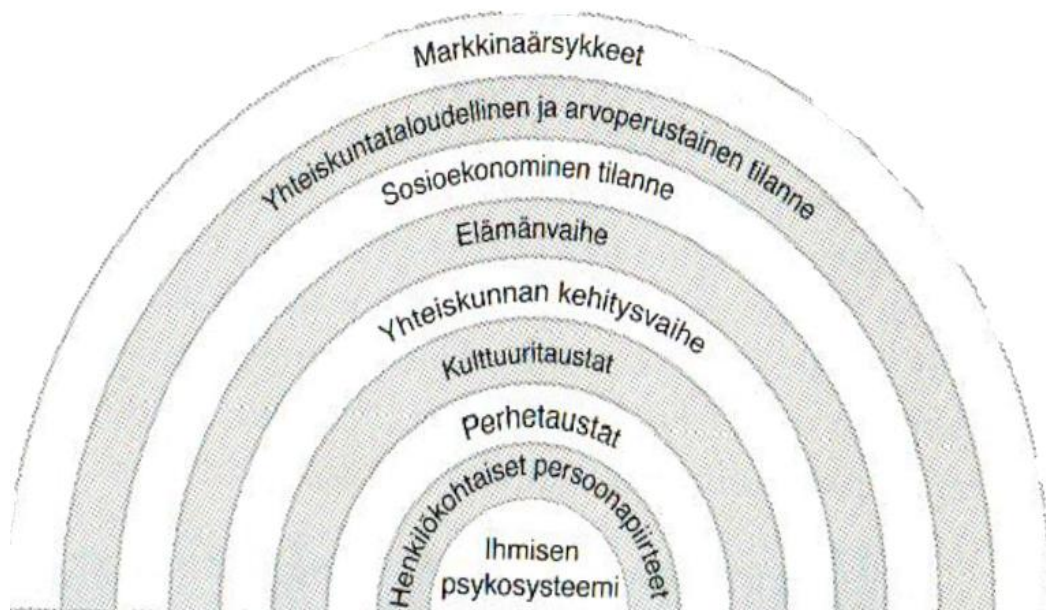 Markkinaärsykkeet
Yhteiskuntataloudellinen ja arvoperustainen tilanne
Sosioekonominen tilanne
Elämänvaihe
Yhteiskunnan kehitysvaihe
Kulttuuritaustat
Perhetaustat
Henkilökohtaiset persoonapiirteet
Ihmisen
psykosysteemi